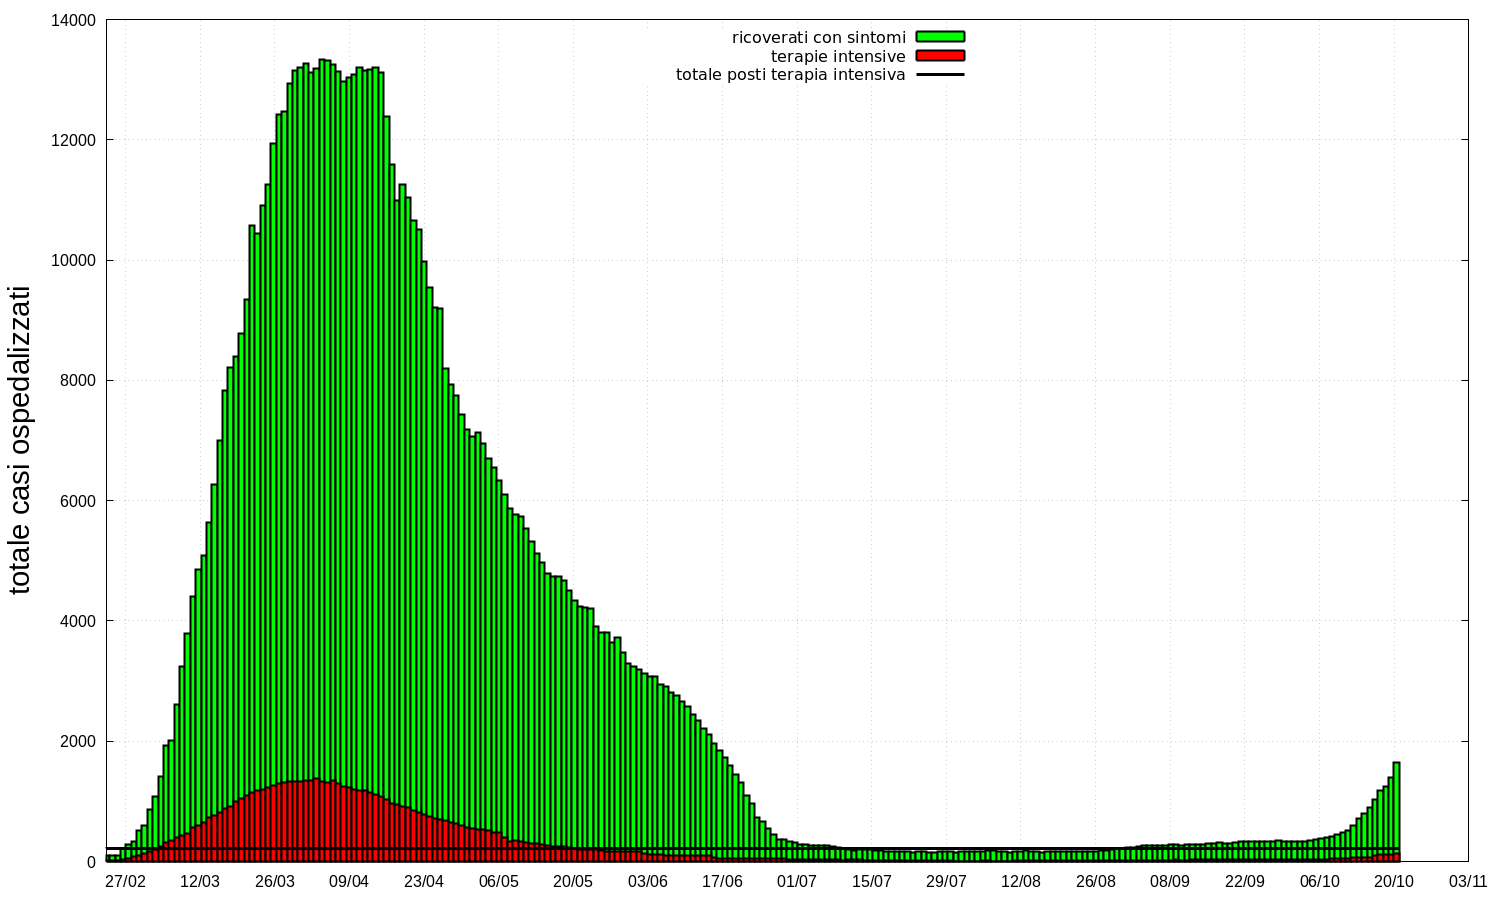 14000
12000
10000
8000
6000
4000
2000
0
totale casi ospedalizzati
ricoverati con sintomi
terapie intensive
totale posti terapia intensiva
27/02 12/03 26/03 09/04 23/04 06/05 20/05 03/06 17/06 01/07 15/07 29/07 12/08 26/08 08/09 22/09 06/10 20/10 03/11